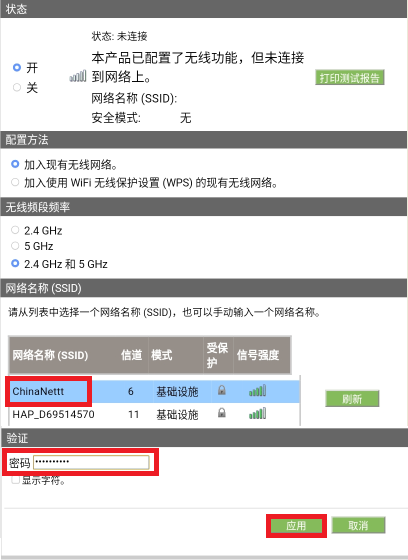 状态
状态: 未连接
开
关
本产品已配置了无线功能，但未连接
到网络上。
打印测试报告
网络名称 (SSID):
安全模式: 无
配置方法
加入现有无线网络。
加入使用 WiFi 无线保护设置 (WPS) 的现有无线网络。
无线频段频率
2.4 GHz
5 GHz
2.4 GHz 和 5 GHz
网络名称 (SSID)
请从列表中选择一个网络名称 (SSID)，也可以手动输入一个网络名称。
网络名称 (SSID) 信道 模式 受保护 信号强度
ChinaNettt 6 基础设施
刷新
HAP_D69514570 11 基础设施
验证
密码 ••••••••••
显示字符。
应用 取消